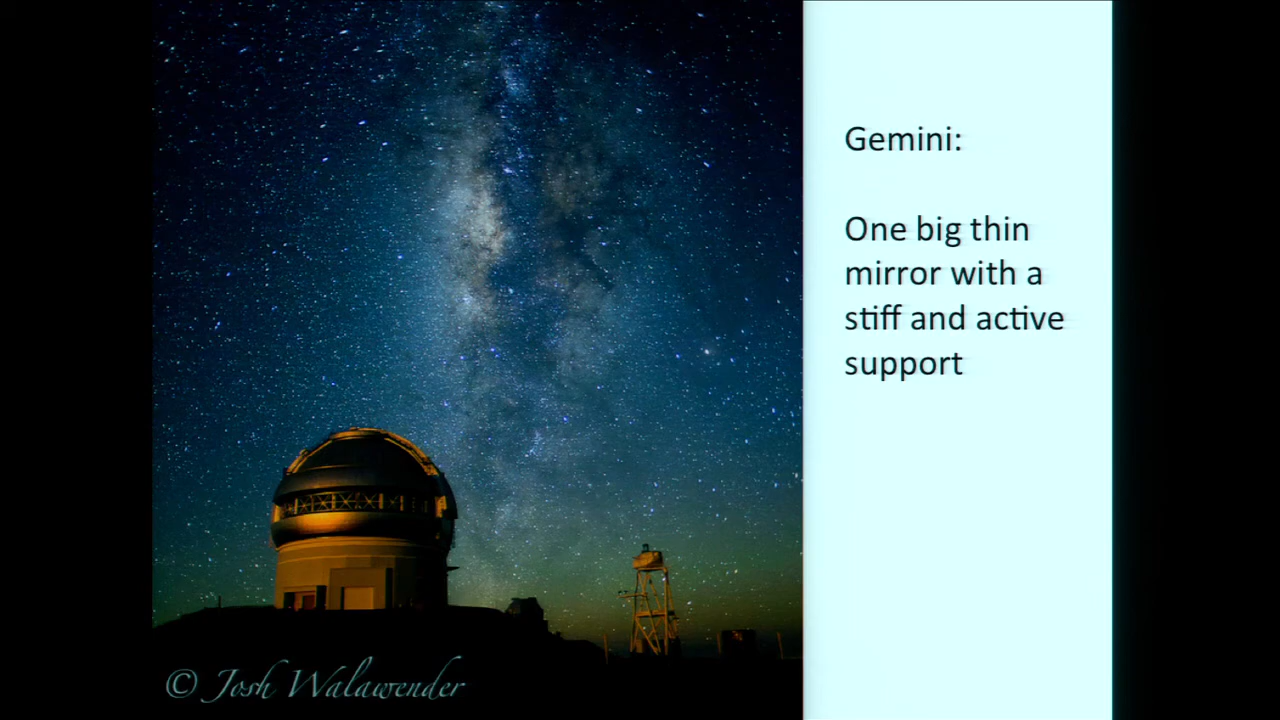 Gemini:
One big thin
mirror with a
stiff and active
support
© Josh Walawender